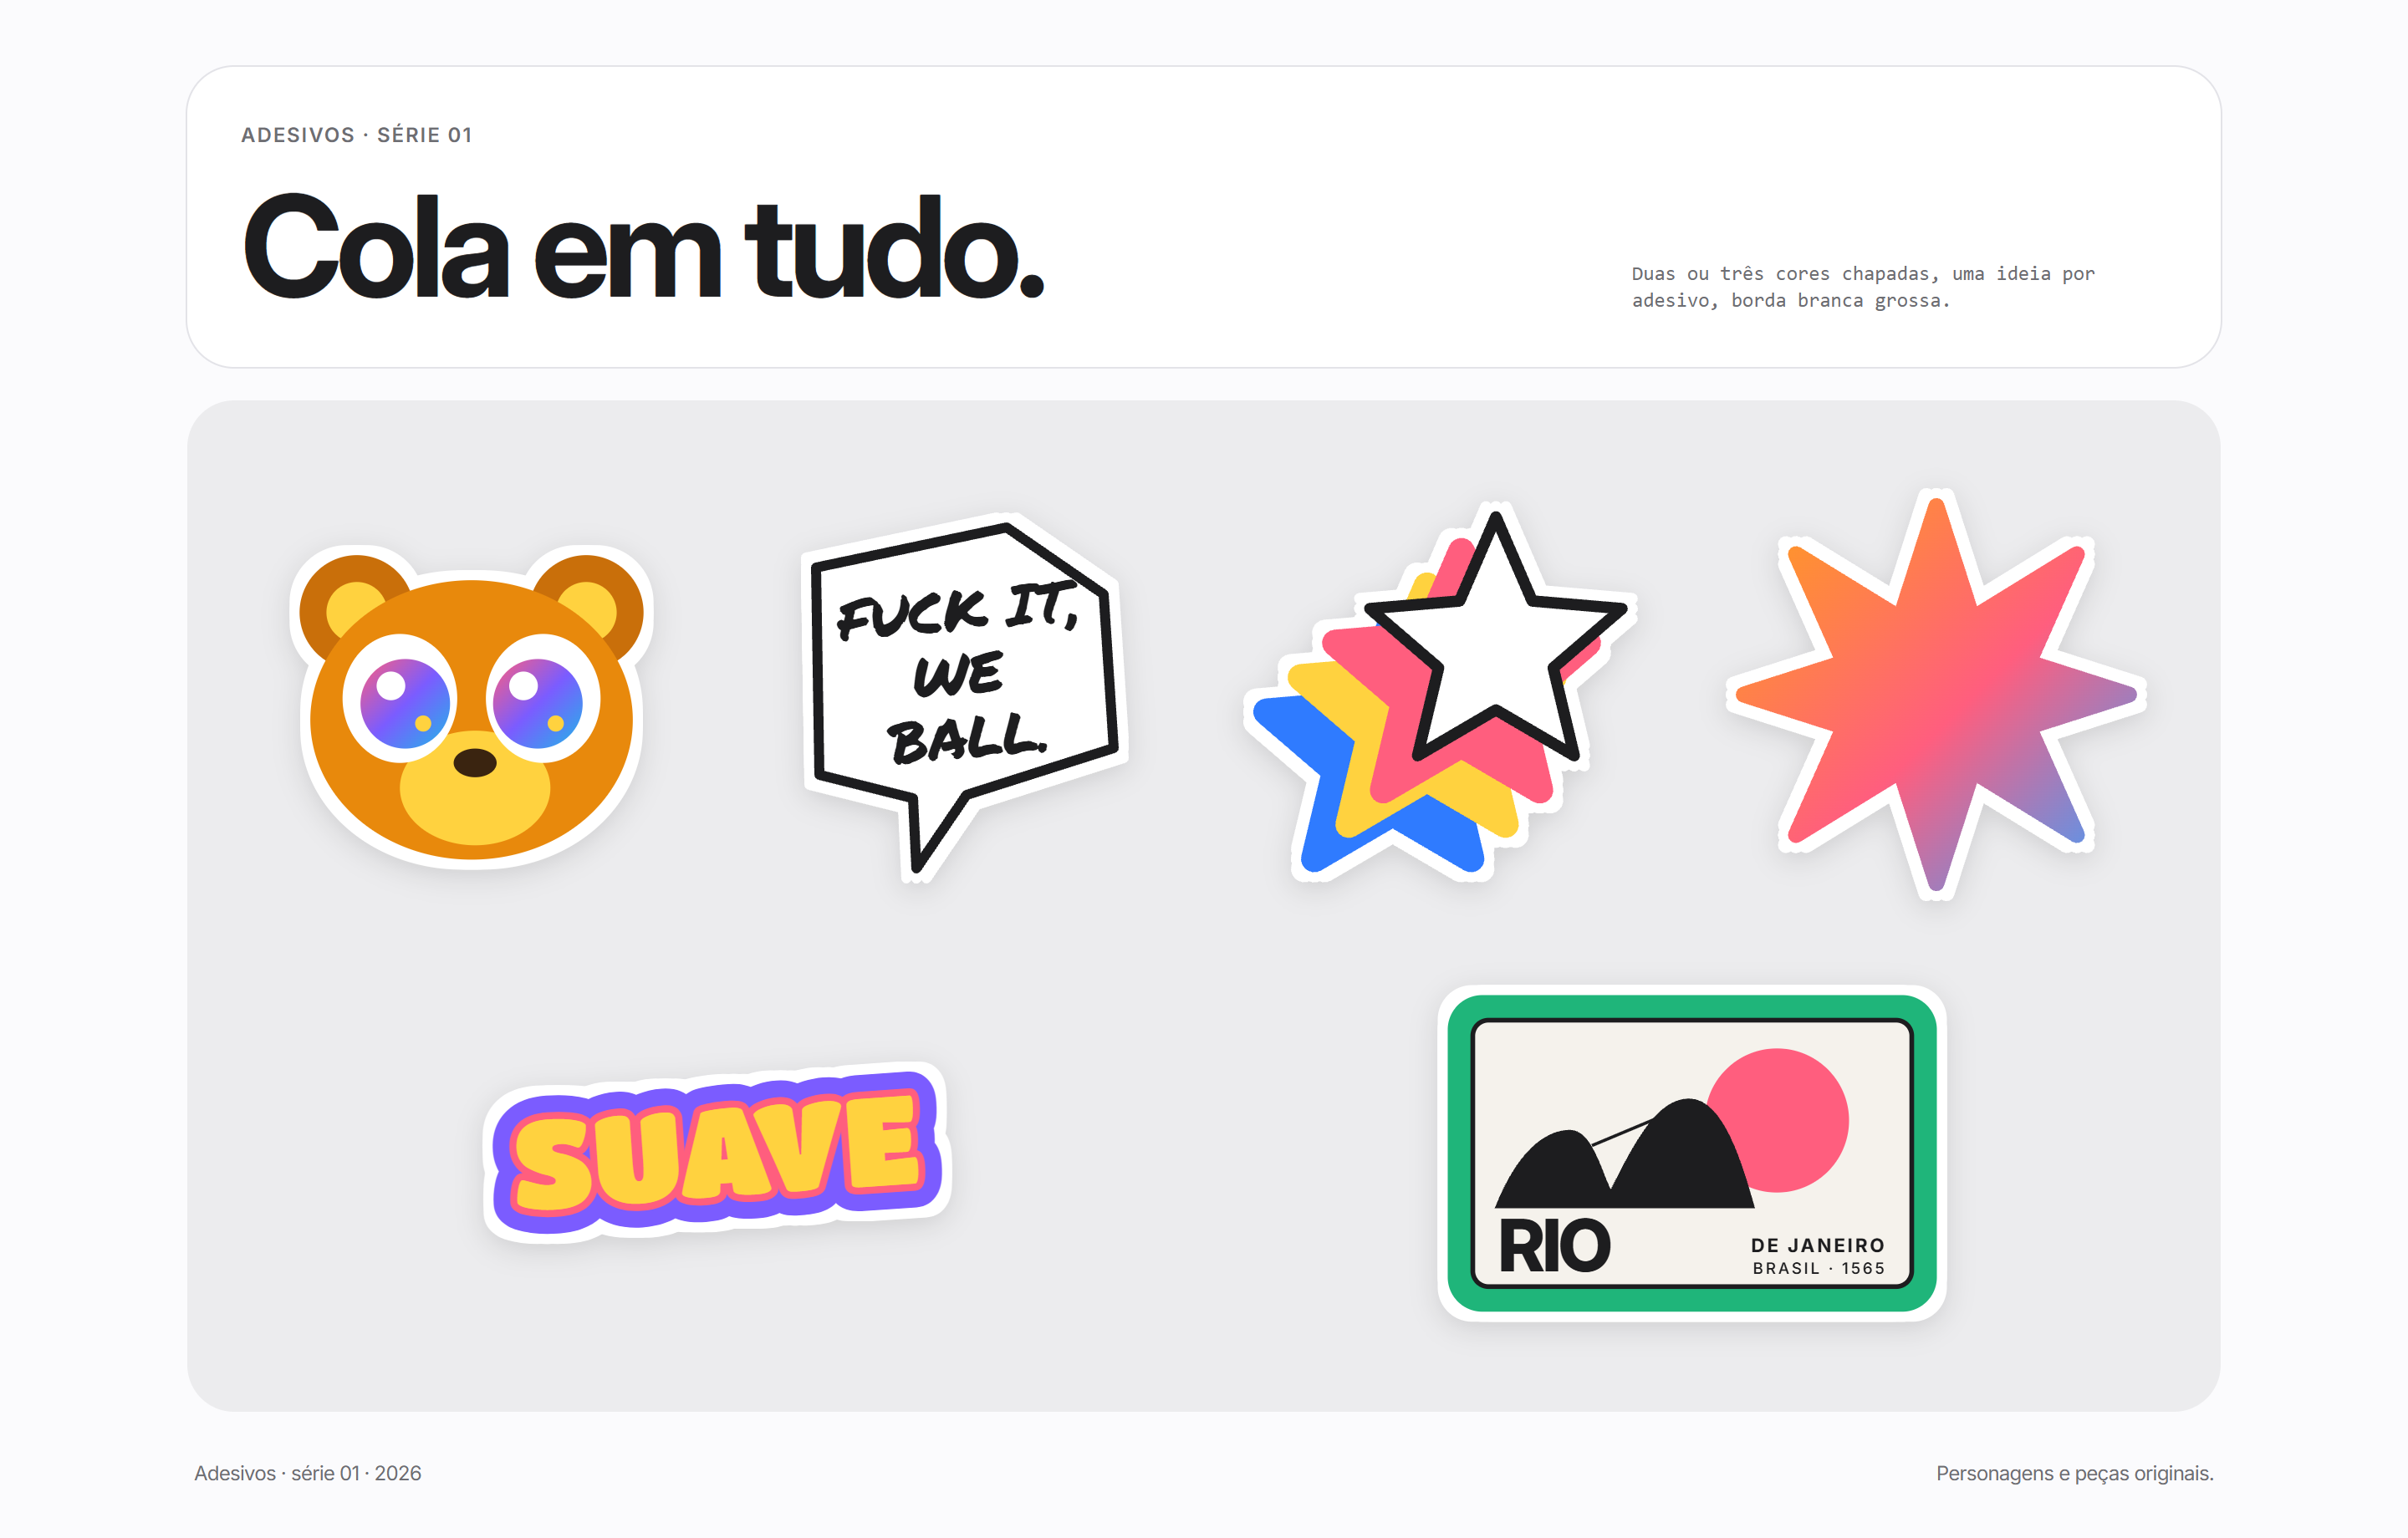 ADESIVOS · SÉRIE 01
Cola em tudo.
Duas ou três cores chapadas, uma ideia por
adesivo, borda branca grossa.
FUCK IT,
WE
BALL.
SUAVE
RIO
DE JANEIRO
BRASIL · 1565
Adesivos · série 01 · 2026
Personagens e peças originais.